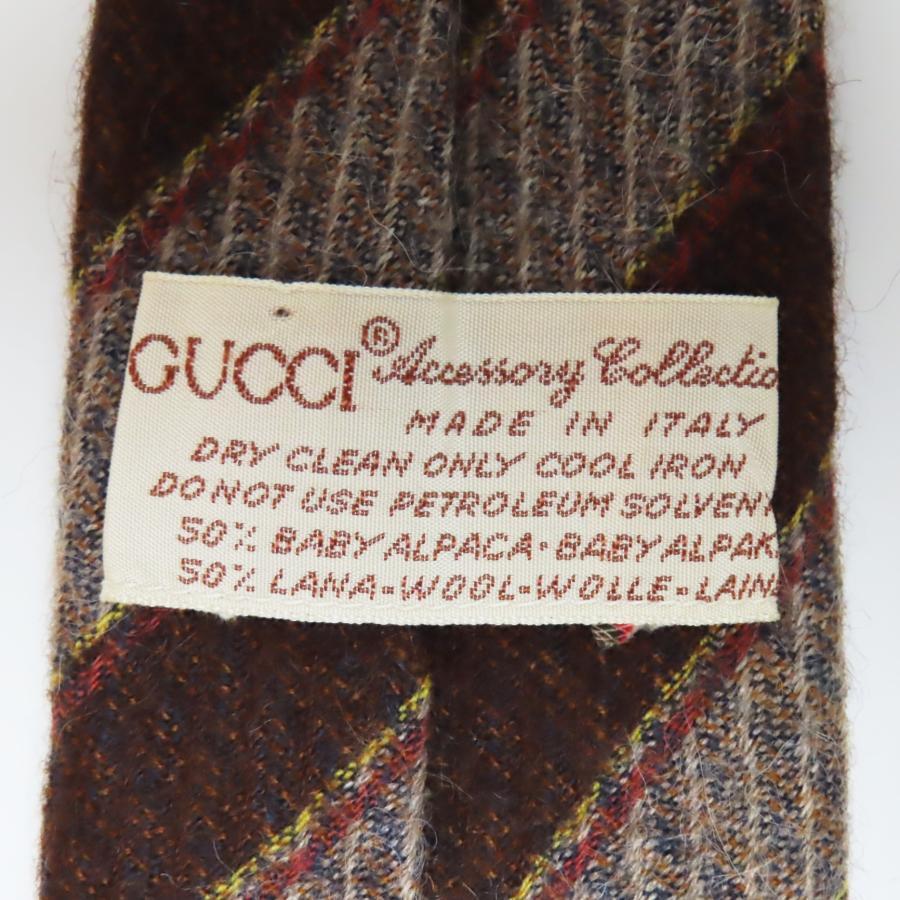 GUCCI® Accessory Collectio
MADE IN ITALY
DRY CLEAN ONLY COOL IRON
DO NOT USE PETROLEUM SOLVENT
50% BABY ALPACA·BABY ALPAK
50% LANA-WOOL-WOLLE-LAIN